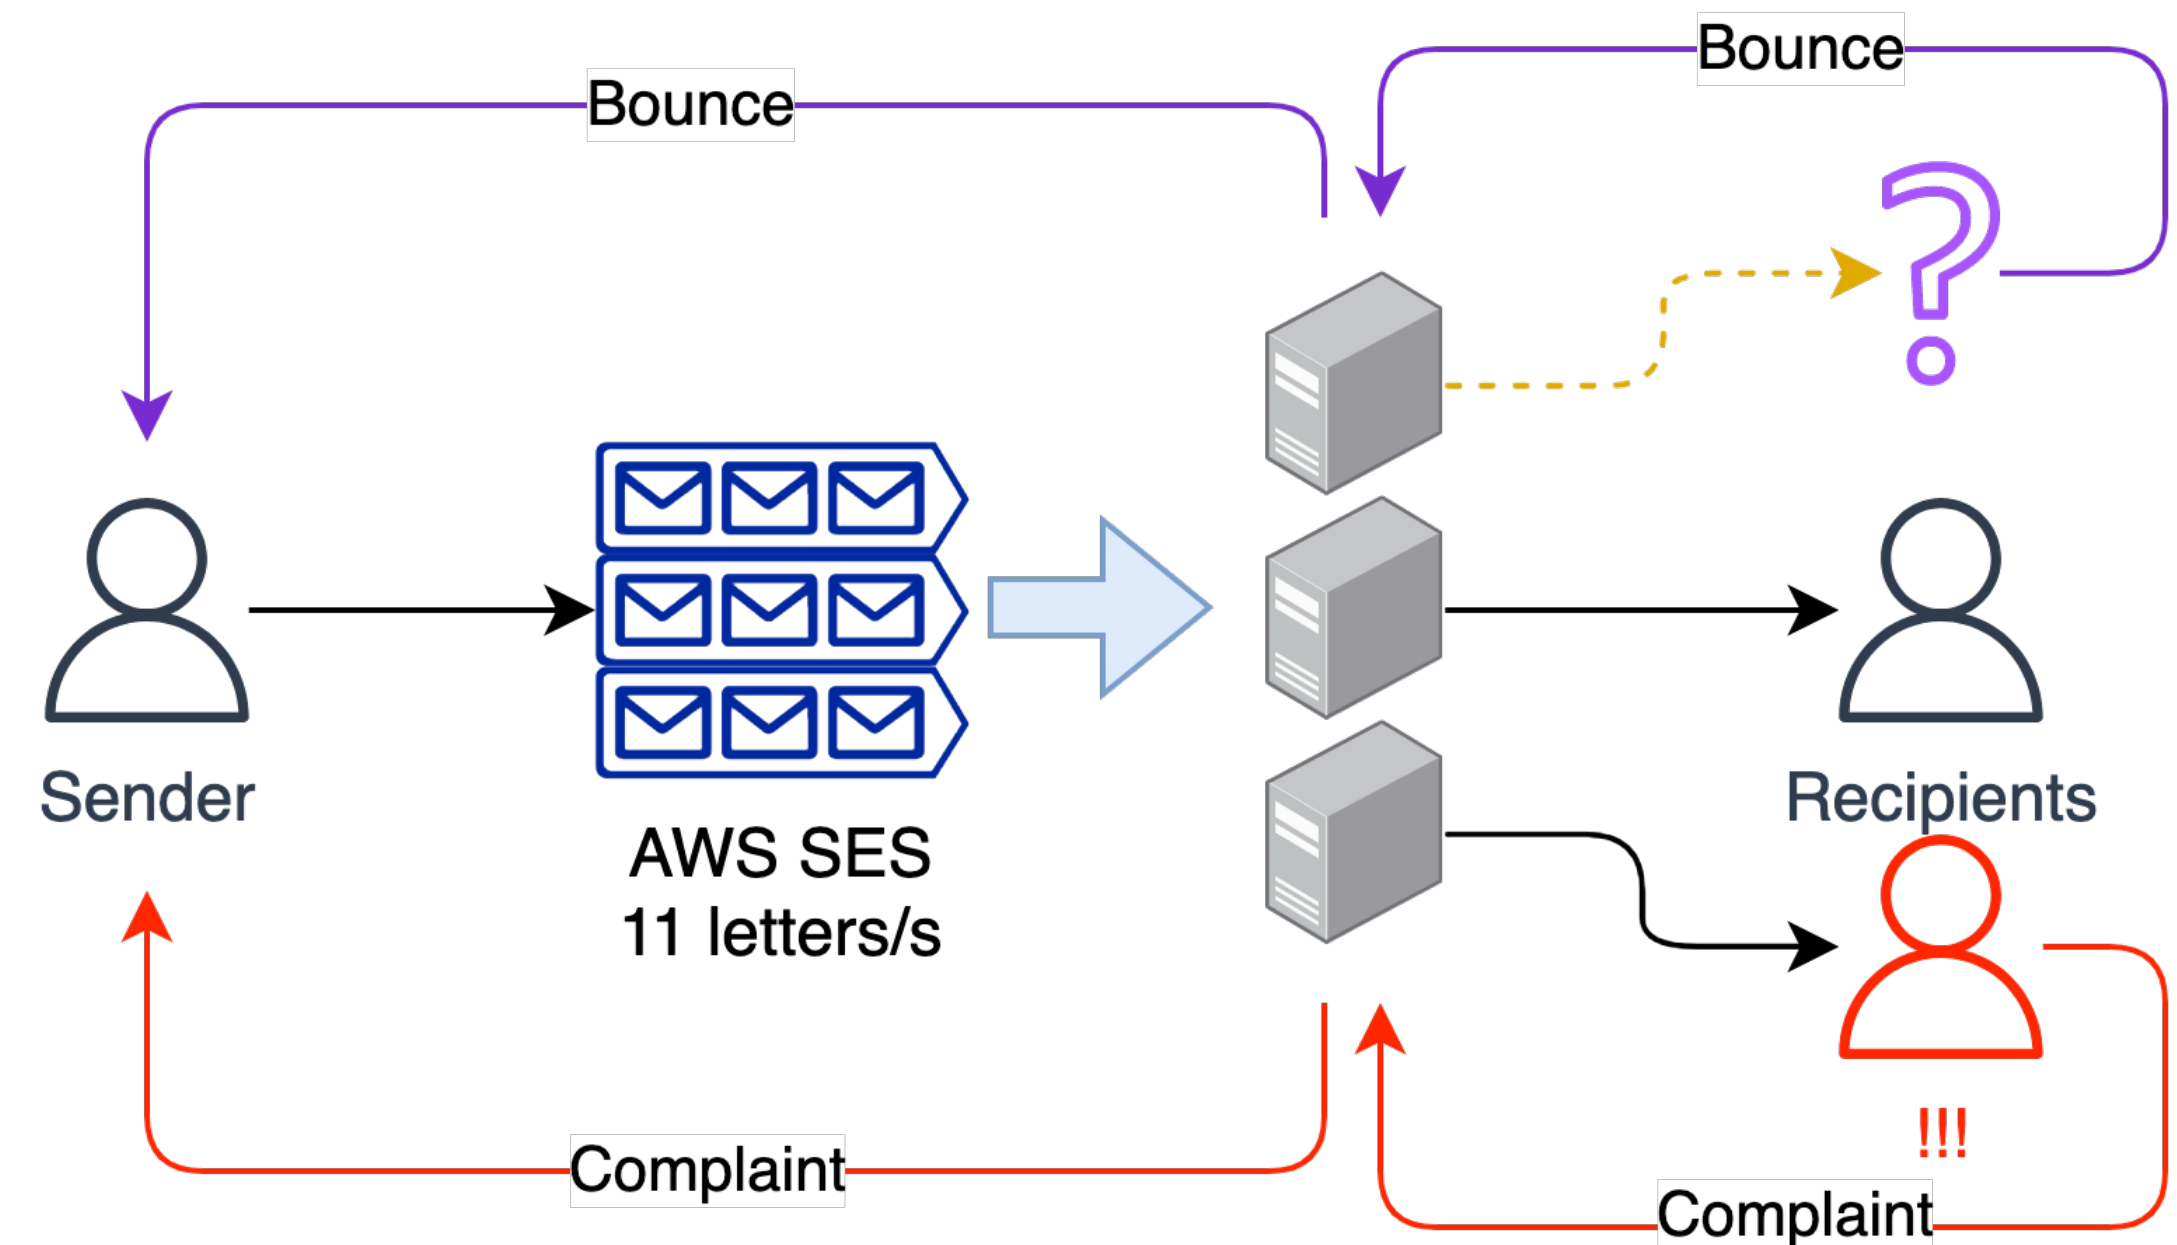 Bounce
Bounce
Sender
AWS SES
11 letters/s
Recipients
!!!
Complaint
Complaint